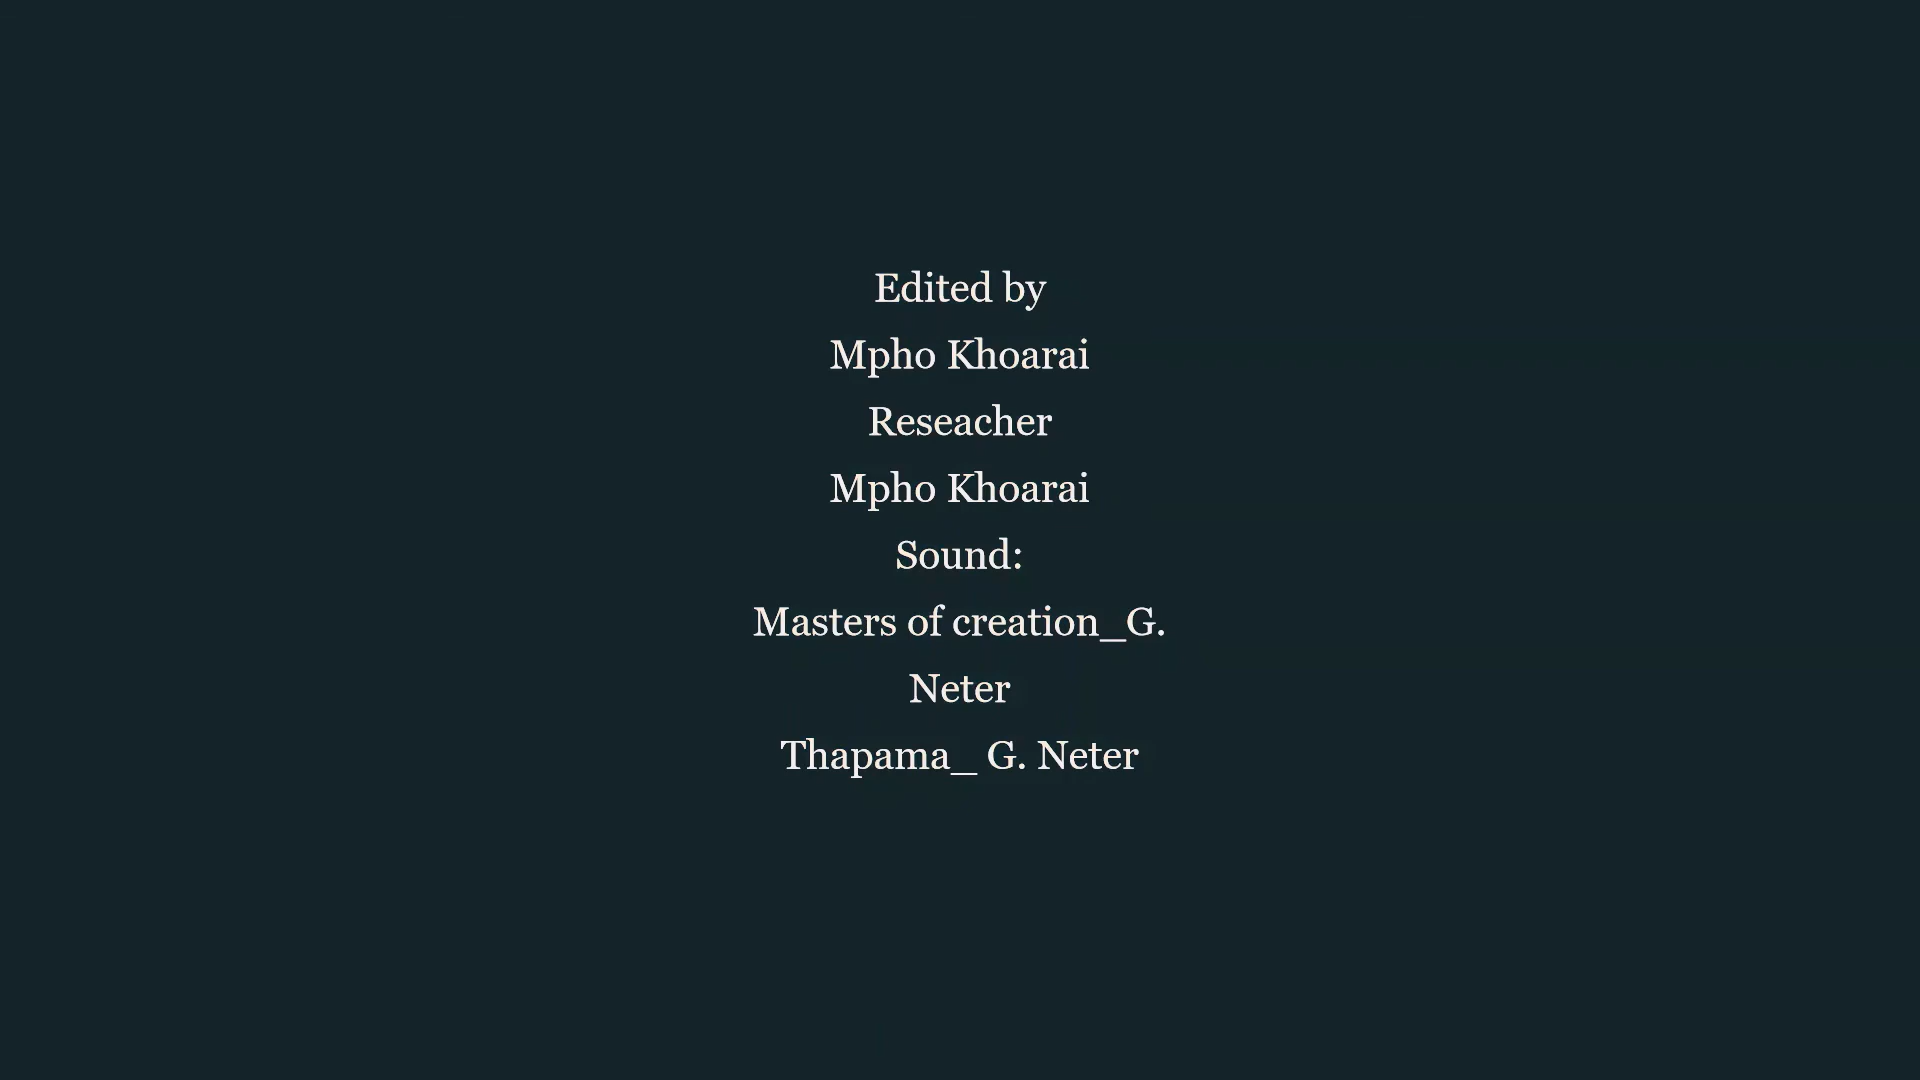 Edited by
Mpho Khoarai
Reseacher
Mpho Khoarai
Sound:
Masters of creation_G.
Neter
Thapama_ G. Neter